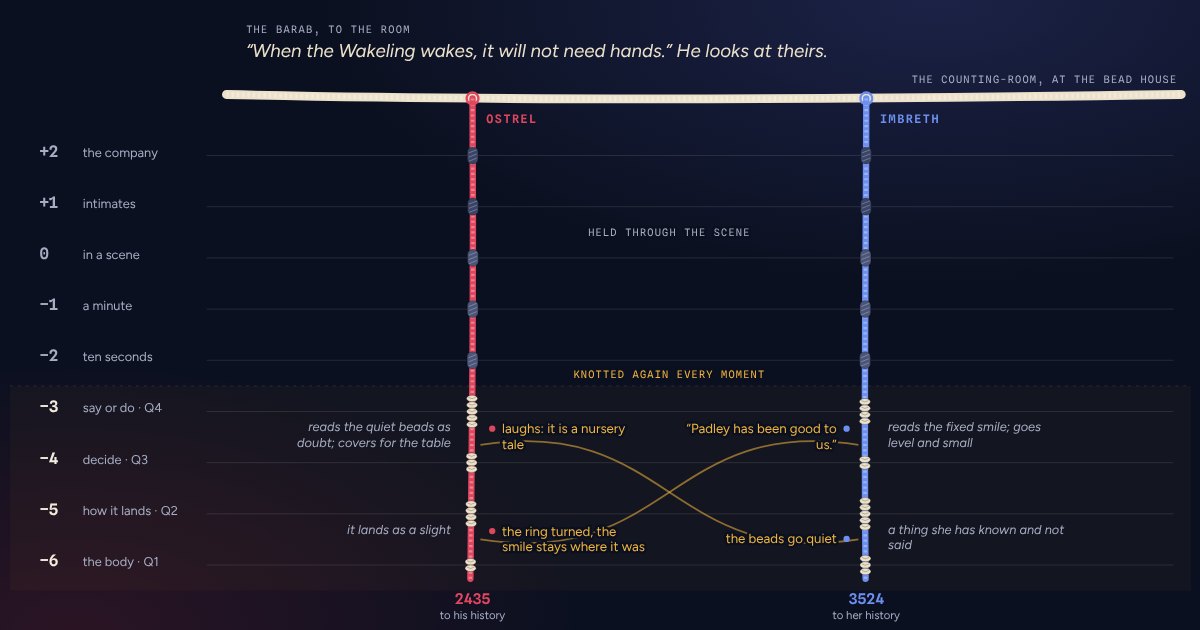 THE BARAB, TO THE ROOM
“When the Wakeling wakes, it will not need hands.” He looks at theirs.
THE COUNTING-ROOM, AT THE BEAD HOUSE
OSTREL
IMBRETH
+2 the company
+1 intimates
HELD THROUGH THE SCENE
0 in a scene
−1 a minute
−2 ten seconds
KNOTTED AGAIN EVERY MOMENT
−3 say or do · Q4
reads the quiet beads as
doubt; covers for the table
laughs: it is a nursery
tale
“Padley has been good to
us.”
reads the fixed smile; goes
level and small
−4 decide · Q3
−5 how it lands · Q2
it lands as a slight
the ring turned, the
smile stays where it was
the beads go quiet
a thing she has known and not
said
−6 the body · Q1
2435
to his history
3524
to her history